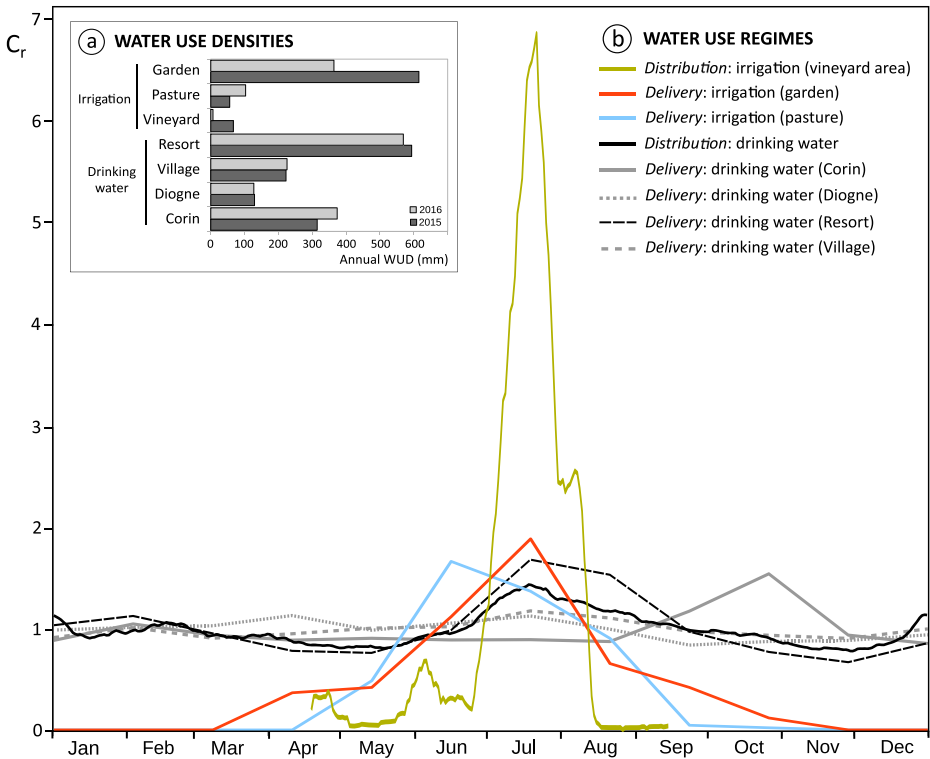 7
6
5
4
3
2
1
0
Cr
a WATER USE DENSITIES
Garden
Pasture
Vineyard
Irrigation
Resort
Village
Diogne
Corin
Drinking
water
2016
2015
0 100 200 300 400 500 600
Annual WUD (mm)
b WATER USE REGIMES
Distribution: irrigation (vineyard area)
Delivery: irrigation (garden)
Delivery: irrigation (pasture)
Distribution: drinking water
Delivery: drinking water (Corin)
Delivery: drinking water (Diogne)
Delivery: drinking water (Resort)
Delivery: drinking water (Village)
Jan Feb Mar Apr May Jun Jul Aug Sep Oct Nov Dec